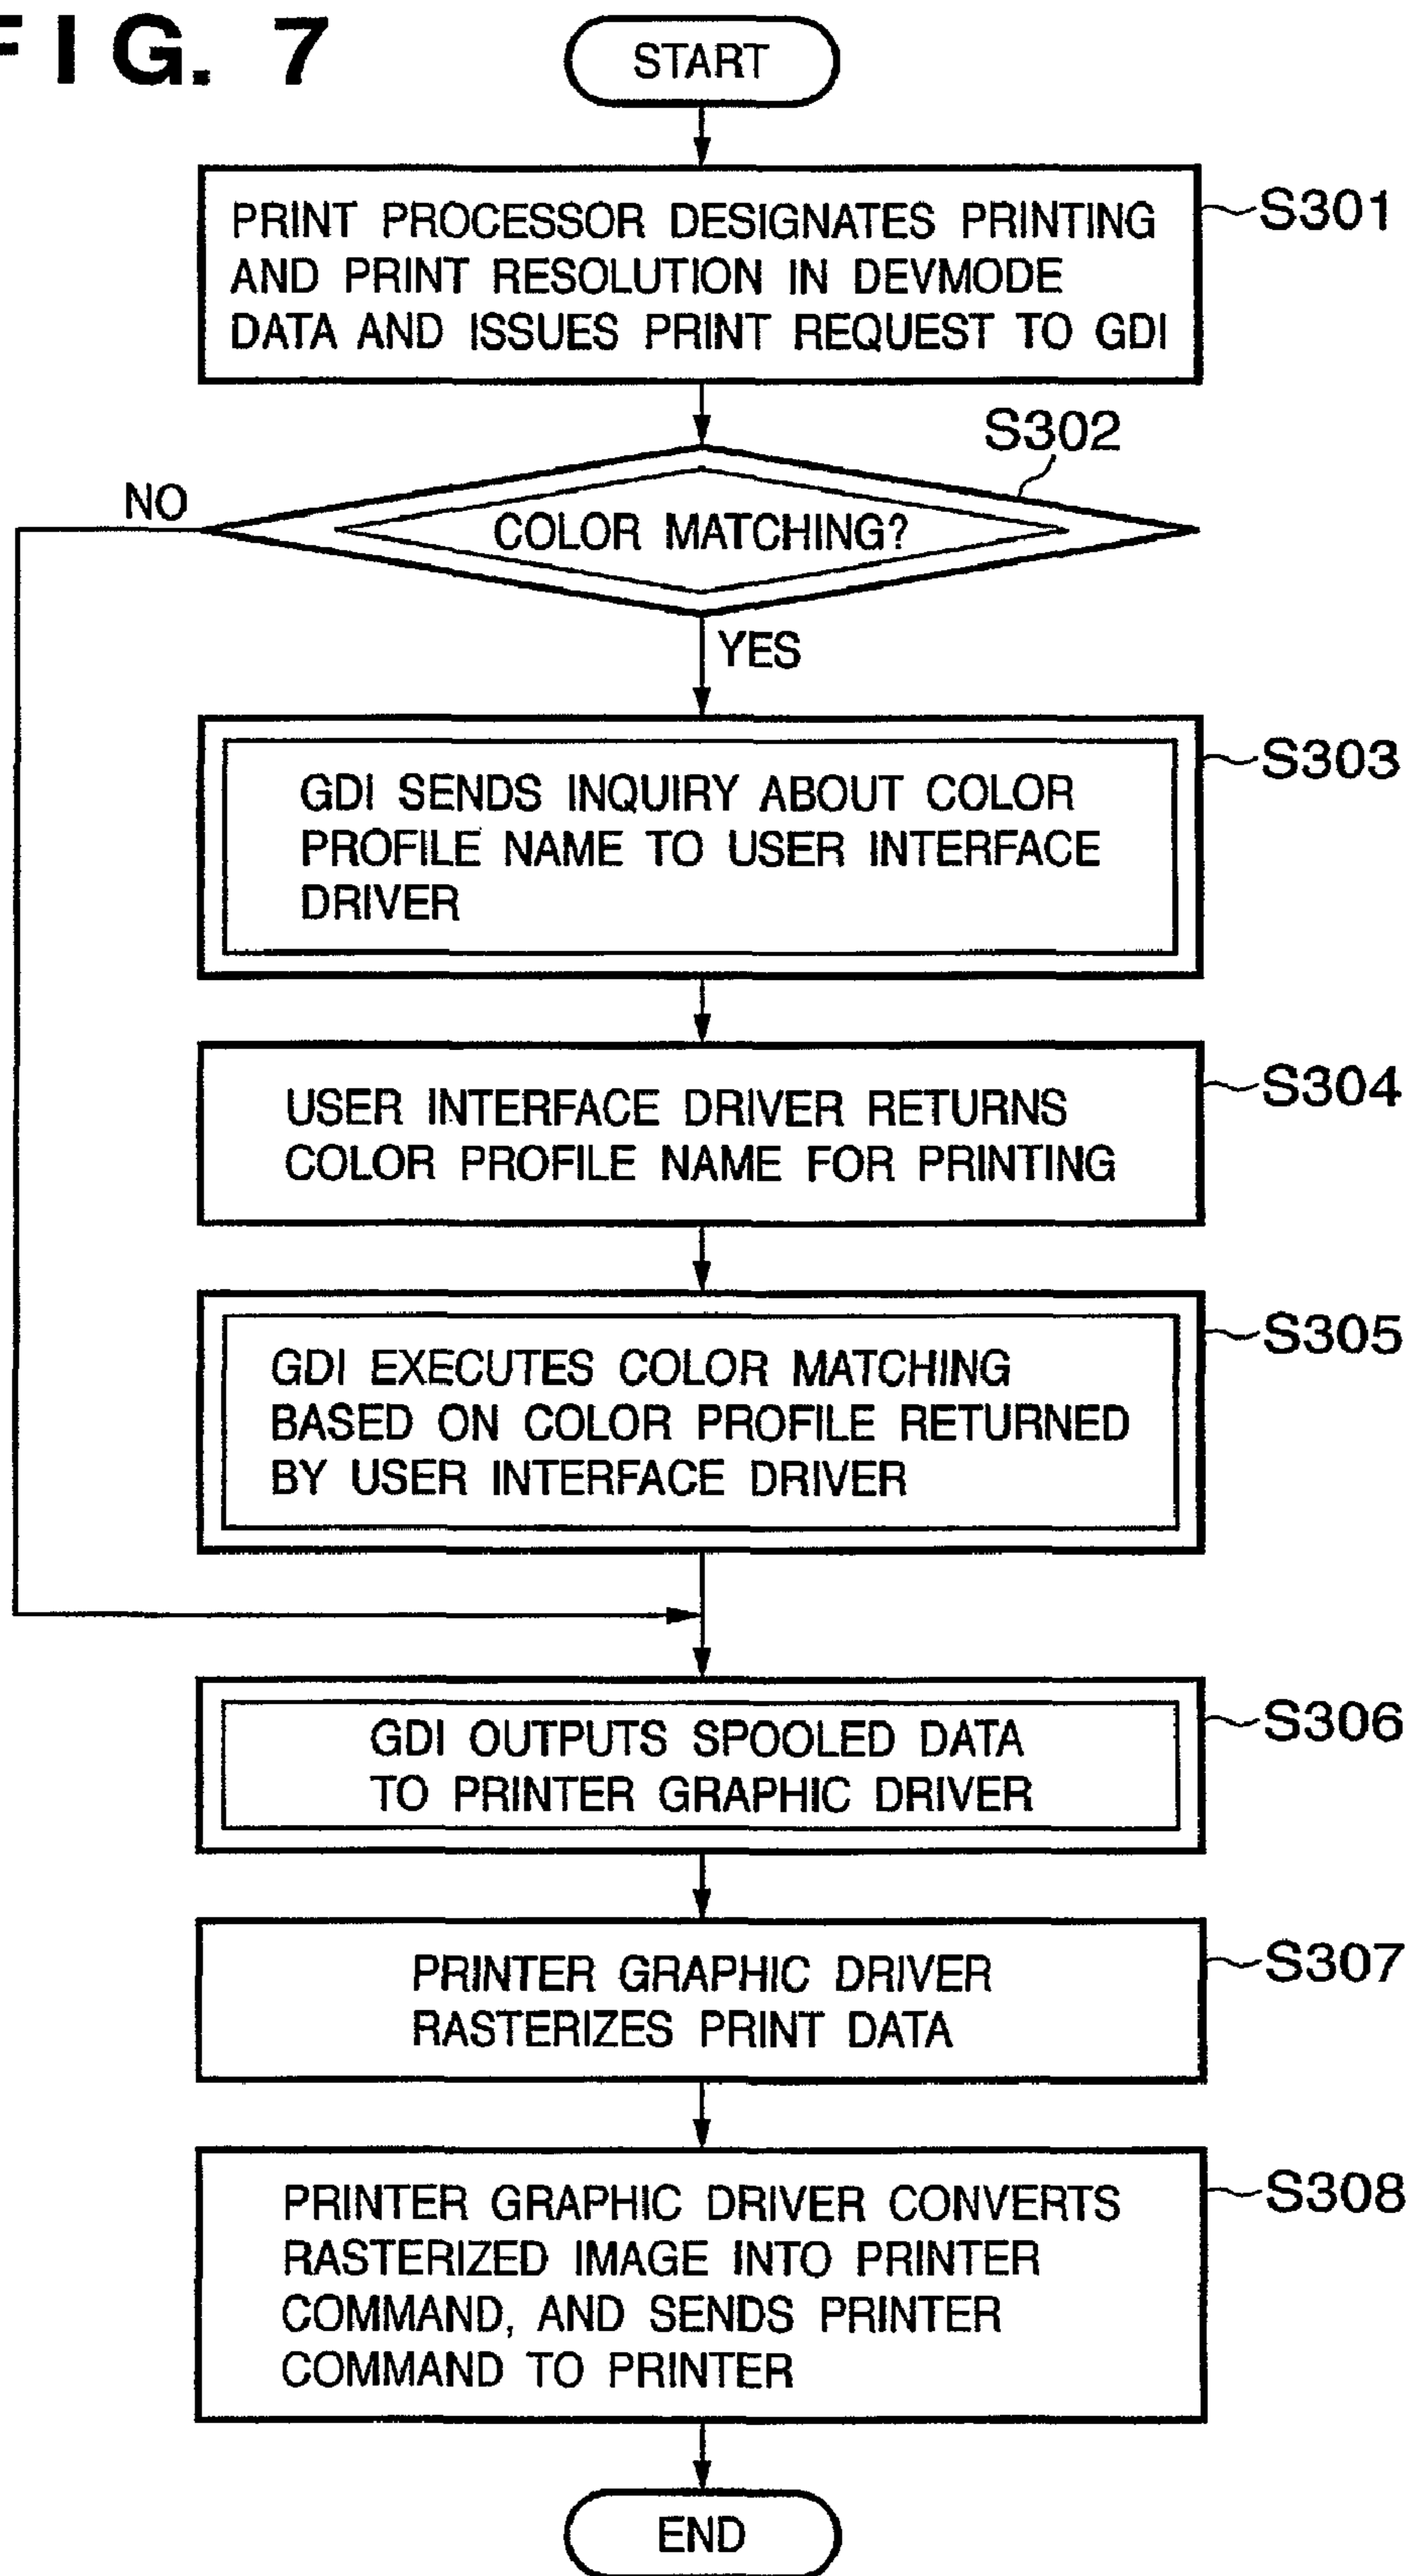 FIG. 7
START
PRINT PROCESSOR DESIGNATES PRINTING
AND PRINT RESOLUTION IN DEVMODE
DATA AND ISSUES PRINT REQUEST TO GDI
S301
S302
NO
COLOR MATCHING?
YES
GDI SENDS INQUIRY ABOUT COLOR
PROFILE NAME TO USER INTERFACE
DRIVER
S303
USER INTERFACE DRIVER RETURNS
COLOR PROFILE NAME FOR PRINTING
S304
GDI EXECUTES COLOR MATCHING
BASED ON COLOR PROFILE RETURNED
BY USER INTERFACE DRIVER
S305
GDI OUTPUTS SPOOLED DATA
TO PRINTER GRAPHIC DRIVER
S306
PRINTER GRAPHIC DRIVER
RASTERIZES PRINT DATA
S307
PRINTER GRAPHIC DRIVER CONVERTS
RASTERIZED IMAGE INTO PRINTER
COMMAND, AND SENDS PRINTER
COMMAND TO PRINTER
S308
END